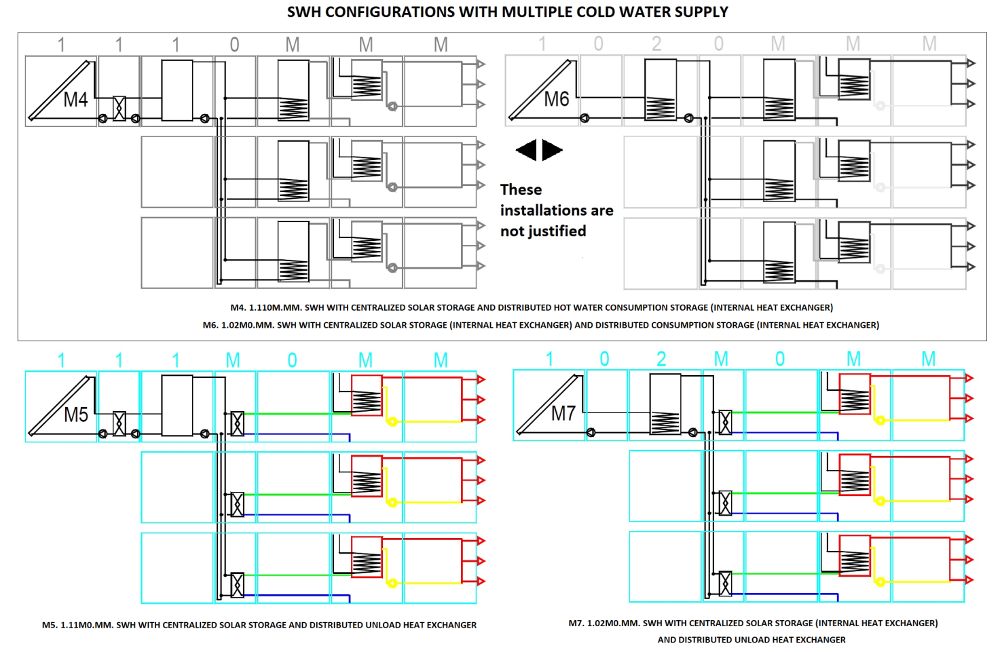 SWH CONFIGURATIONS WITH MULTIPLE COLD WATER SUPPLY
1 1 1 0 M M M
1 0 2 0 M M M
M4
M6
These
installations are
not justified
M4. 1.110M.MM. SWH WITH CENTRALIZED SOLAR STORAGE AND DISTRIBUTED HOT WATER CONSUMPTION STORAGE (INTERNAL HEAT EXCHANGER)
M6. 1.02M0.MM. SWH WITH CENTRALIZED SOLAR STORAGE (INTERNAL HEAT EXCHANGER) AND DISTRIBUTED CONSUMPTION STORAGE (INTERNAL HEAT EXCHANGER)
1 1 1 M 0 M M
1 0 2 M 0 M M
M5
M7
M5. 1.11M0.MM. SWH WITH CENTRALIZED SOLAR STORAGE AND DISTRIBUTED UNLOAD HEAT EXCHANGER
M7. 1.02M0.MM. SWH WITH CENTRALIZED SOLAR STORAGE (INTERNAL HEAT EXCHANGER)
AND DISTRIBUTED UNLOAD HEAT EXCHANGER